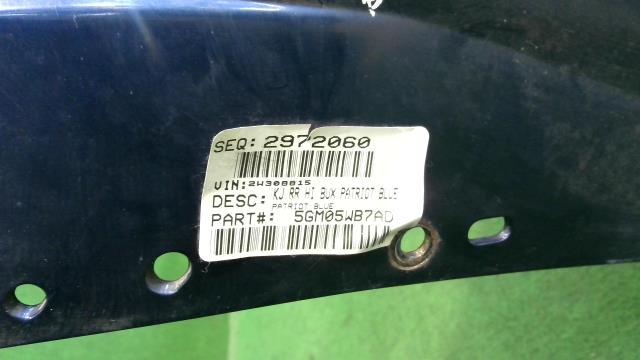 SEQ: 2972060
VIN: 2W308815
DESC: KJ RR HI BUX PATRIOT BLUE
PATRIOT BLUE
PART#: 5GM05WB7AD